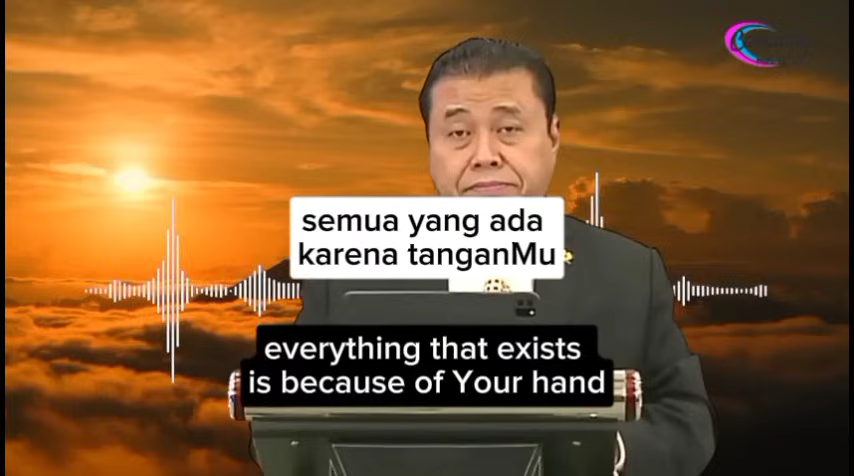 semua yang ada
karena tanganMu
everything that exists
is because of Your hand